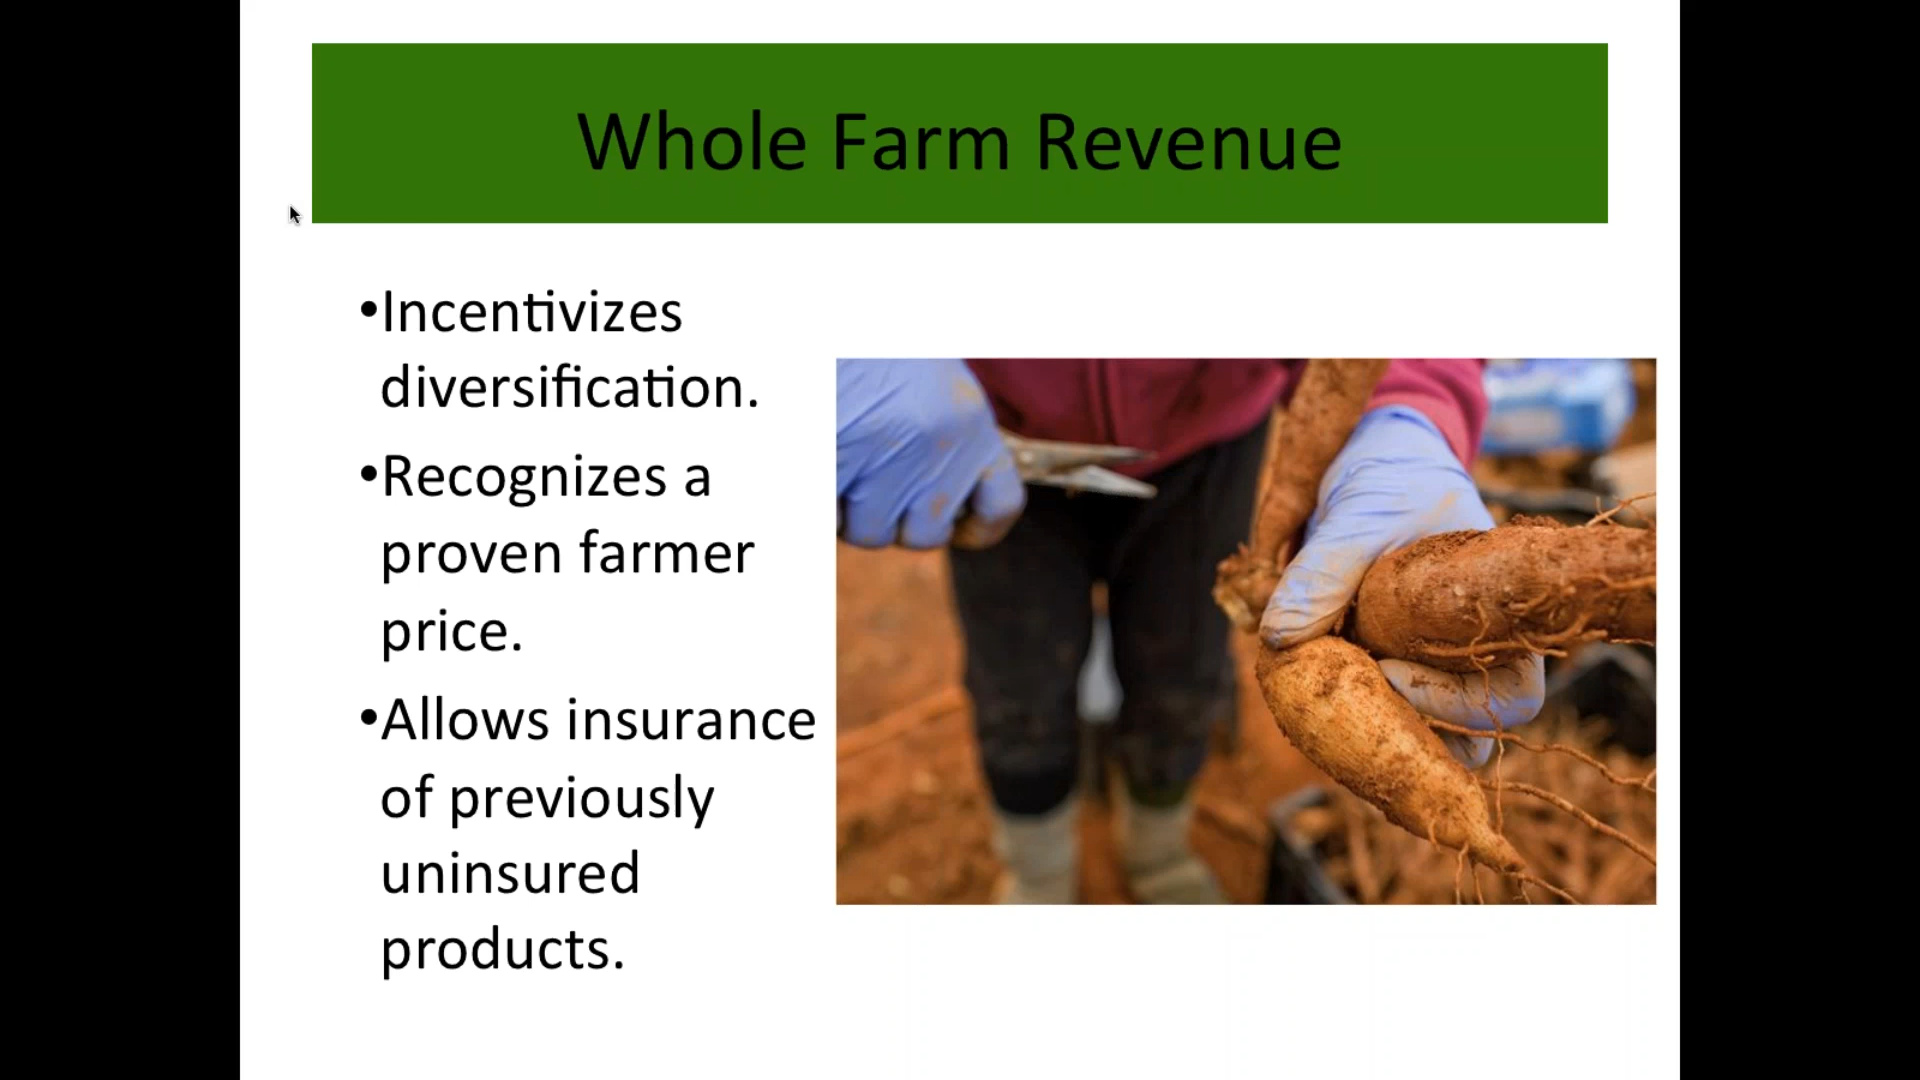 Whole Farm Revenue
•Incentivizes
diversification.
•Recognizes a
proven farmer
price.
•Allows insurance
of previously
uninsured
products.